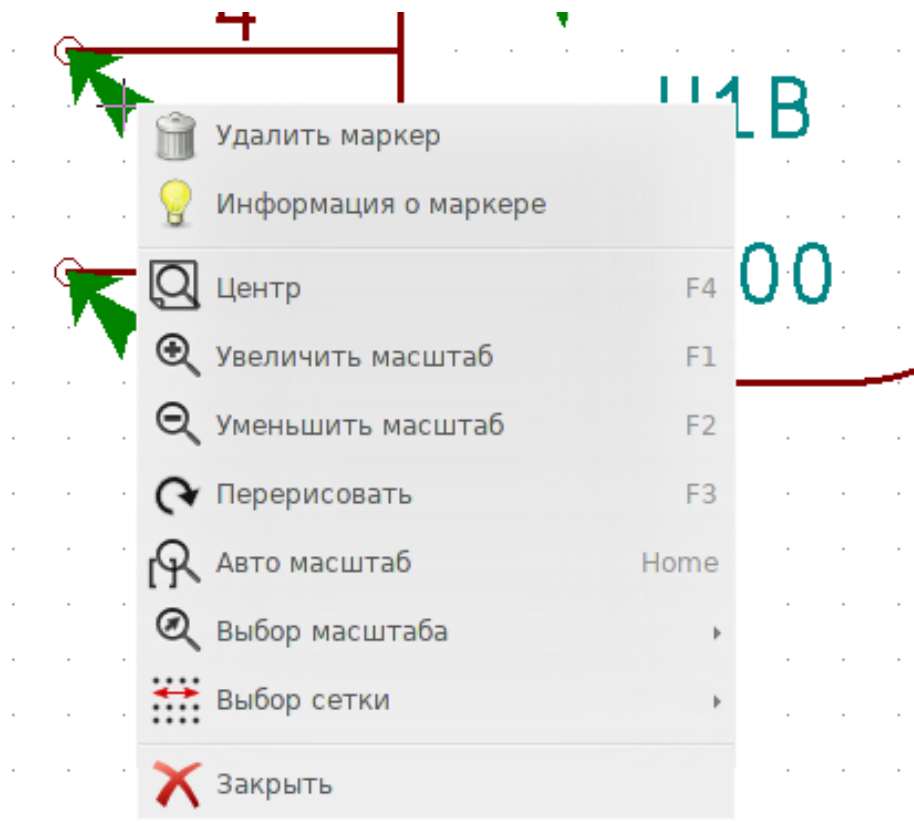 4
U1B
Удалить маркер
Информация о маркере
Центр F4
00
Увеличить масштаб F1
Уменьшить масштаб F2
Перерисовать F3
Авто масштаб Home
Выбор масштаба
Выбор сетки
Закрыть